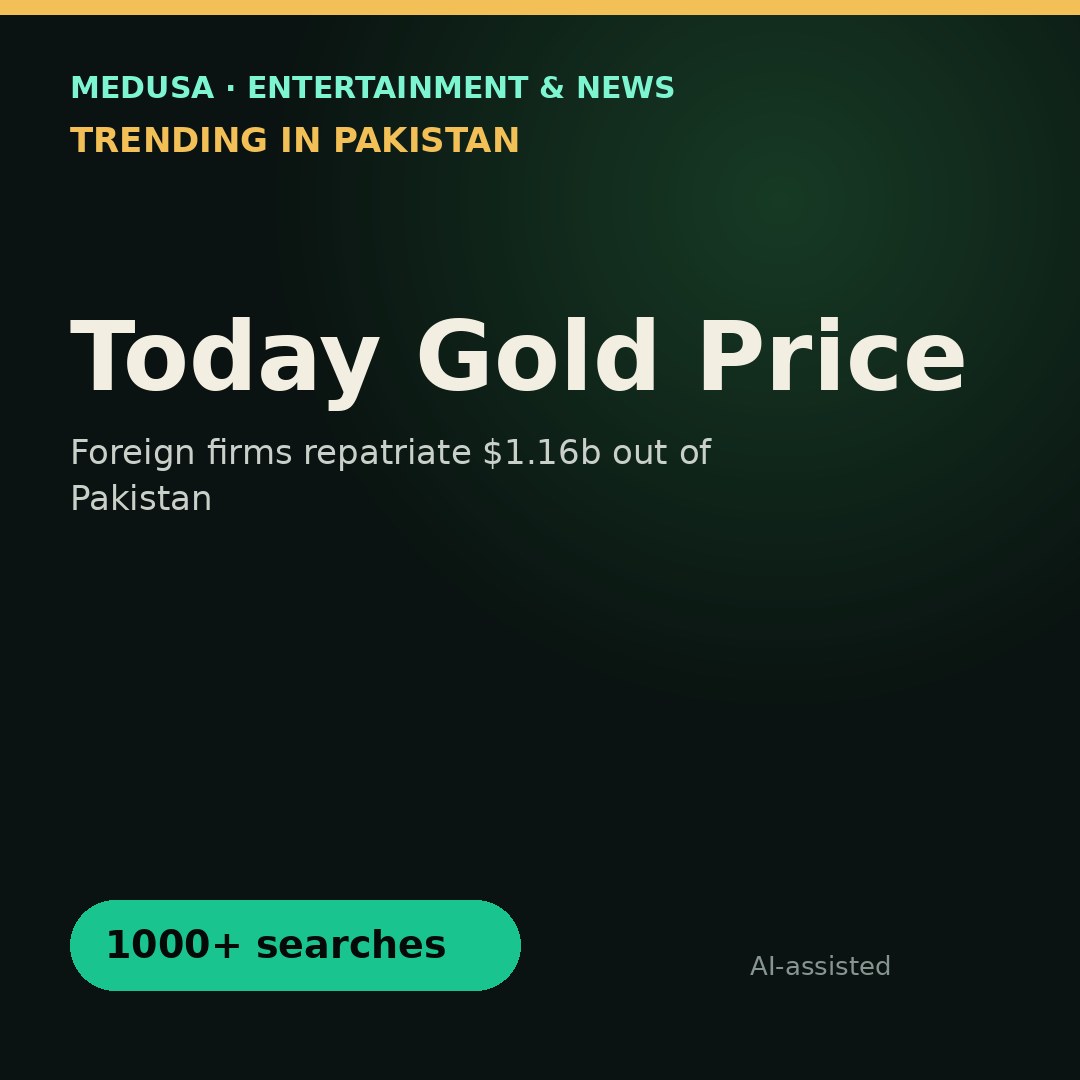 MEDUSA · ENTERTAINMENT & NEWS
TRENDING IN PAKISTAN
Today Gold Price
Foreign firms repatriate $1.16b out of
Pakistan
1000+ searches
AI-assisted